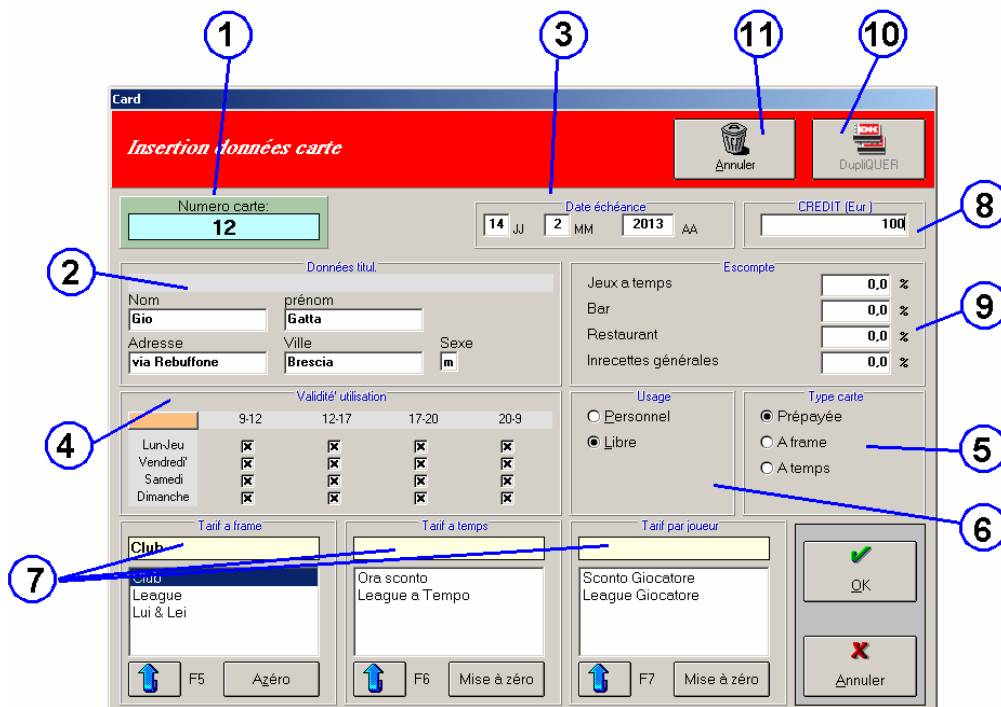 1 3 11 10
Card
Insertion données carte
Annuler DupliQUER
Numero carte:
12
Date échéance
14 JJ 2 MM 2013 AA
CREDIT (Eur )
100
8
2
Données titul.
Nom prénom
Gio Gatta
Adresse Ville Sexe
via Rebuffone Brescia m
Escompte
Jeux a temps 0,0 %
Bar 0,0 %
Restaurant 0,0 %
Inrecettes générales 0,0 %
9
4
Validité' utilisation
9-12 12-17 17-20 20-9
Lun-Jeu
Vendredi'
Samedi
Dimanche
Usage
Personnel
Libre
Type carte
Prépayée
A frame
A temps
5
6
7
Tarif a frame
Club
Club
League
Lui & Lei
F5 Azéro
Tarif a temps
Ora sconto
League a Tempo
F6 Mise à zéro
Tarif par joueur
Sconto Giocatore
League Giocatore
F7 Mise à zéro
OK
Annuler